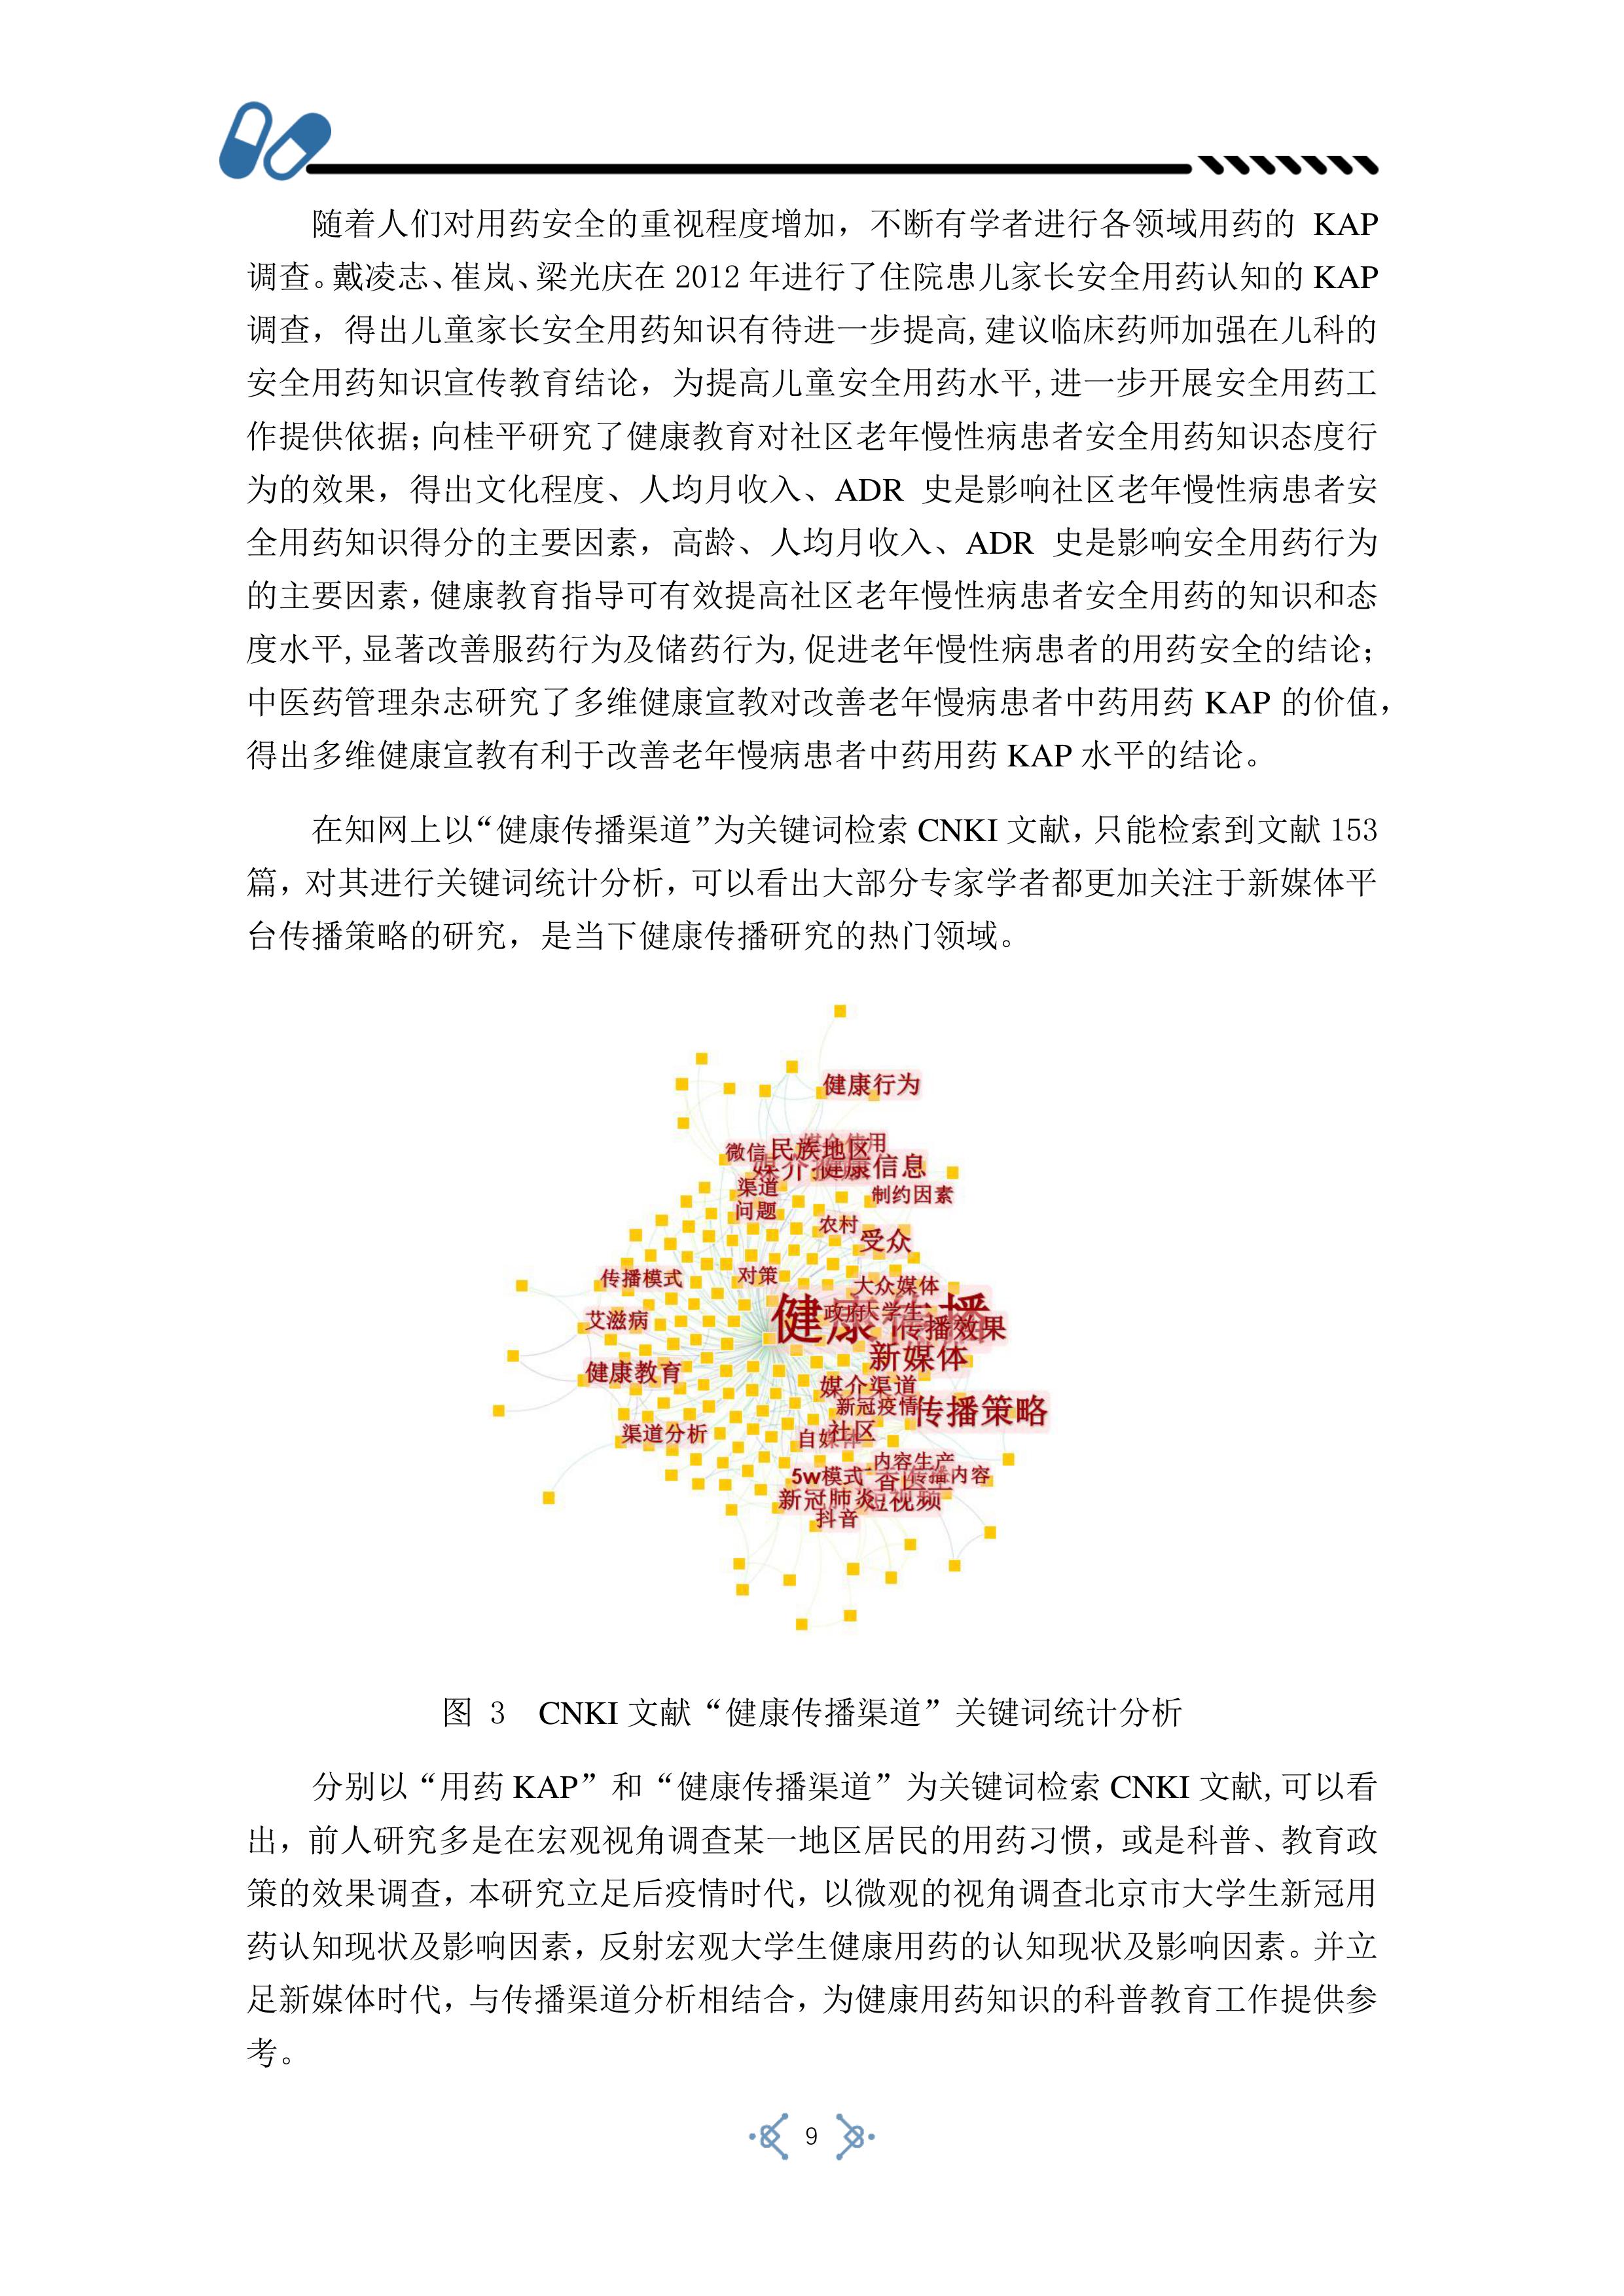 随着人们对用药安全的重视程度增加，不断有学者进行各领域用药的 KAP
调查。戴凌志、崔岚、梁光庆在 2012 年进行了住院患儿家长安全用药认知的 KAP
调查，得出儿童家长安全用药知识有待进一步提高,建议临床药师加强在儿科的
安全用药知识宣传教育结论，为提高儿童安全用药水平,进一步开展安全用药工
作提供依据;向桂平研究了健康教育对社区老年慢性病患者安全用药知识态度行
为的效果，得出文化程度、人均月收入、ADR 史是影响社区老年慢性病患者安
全用药知识得分的主要因素，高龄、人均月收入、ADR 史是影响安全用药行为
的主要因素,健康教育指导可有效提高社区老年慢性病患者安全用药的知识和态
度水平,显著改善服药行为及储药行为,促进老年慢性病患者的用药安全的结论；
中医药管理杂志研究了多维健康宣教对改善老年慢病患者中药用药 KAP 的价值，
得出多维健康宣教有利于改善老年慢病患者中药用药 KAP 水平的结论。
在知网上以“健康传播渠道”为关键词检索 CNKI 文献，只能检索到文献 153
篇，对其进行关键词统计分析，可以看出大部分专家学者都更加关注于新媒体平
台传播策略的研究，是当下健康传播研究的热门领域。
健康行为
媒介使用
微信
民族地区
健康信息
渠道
制约因素
问题
农村
受众
传播模式
对策
大众媒体
健康传播
政府
大学生
艾滋病
传播效果
新媒体
健康教育
媒介渠道
新冠疫情
传播策略
渠道分析
自媒体
社区
内容生产
5w模式
传播内容
新冠肺炎
短视频
抖音
图 3 CNKI 文献“健康传播渠道”关键词统计分析
分别以“用药 KAP”和“健康传播渠道”为关键词检索 CNKI 文献,可以看
出，前人研究多是在宏观视角调查某一地区居民的用药习惯，或是科普、教育政
策的效果调查，本研究立足后疫情时代，以微观的视角调查北京市大学生新冠用
药认知现状及影响因素，反射宏观大学生健康用药的认知现状及影响因素。并立
足新媒体时代，与传播渠道分析相结合，为健康用药知识的科普教育工作提供参
考。
9